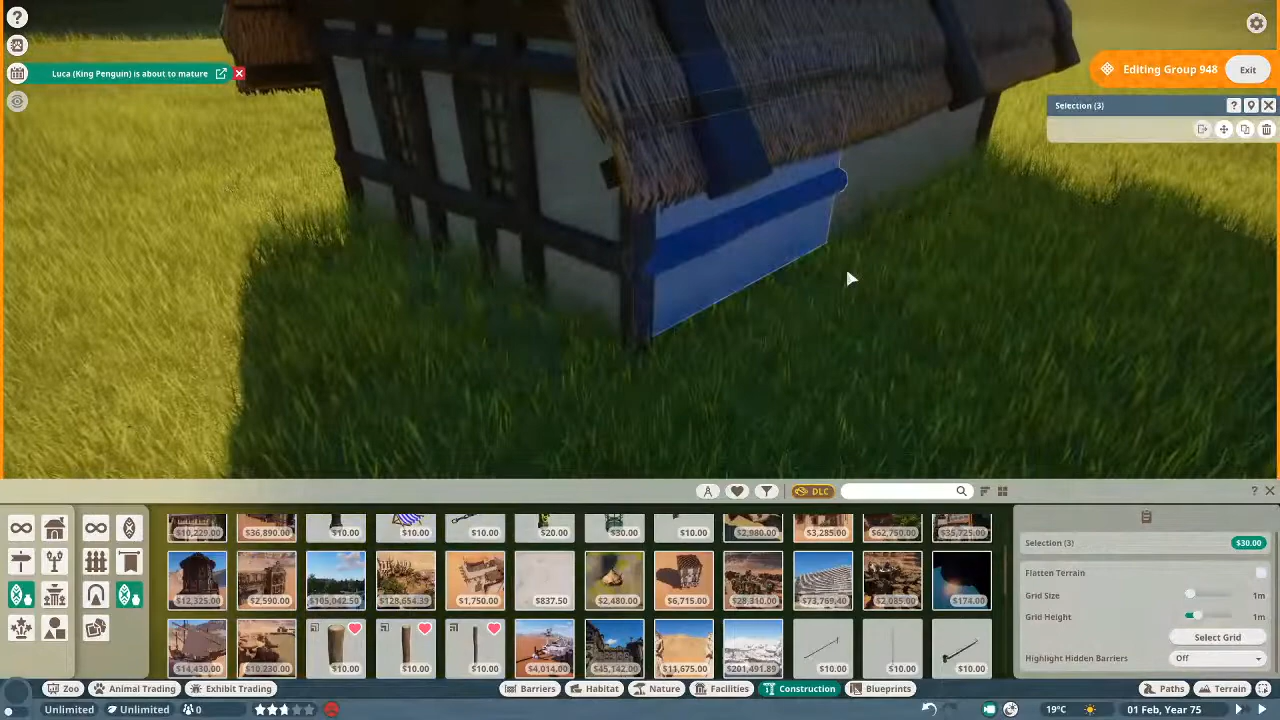 ?
Luca (King Penguin) is about to mature
Editing Group 948
Exit
Selection (3)
?
DLC
?
$10,229.00 $36,890.00 $10.00 $10.00 $10.00 $20.00 $30.00 $10.00 $2,980.00 $3,285.00 $62,750.00 $35,725.00
$12,325.00 $2,590.00 $105,042.50 $128,654.39 $1,750.00 $837.50 $2,480.00 $6,715.00 $28,310.00 $73,769.40 $2,085.00 $174.00
$14,430.00 $10,230.00 $10.00 $10.00 $10.00 $4,014.00 $45,142.00 $11,675.00 $201,491.89 $10.00 $10.00 $10.00
Selection (3) $30.00
Flatten Terrain
Grid Size 1m
Grid Height 1m
Select Grid
Highlight Hidden Barriers Off
Zoo Animal Trading Exhibit Trading Barriers Habitat Nature Facilities Construction Blueprints Paths Terrain
Unlimited Unlimited 0 19°C 01 Feb, Year 75